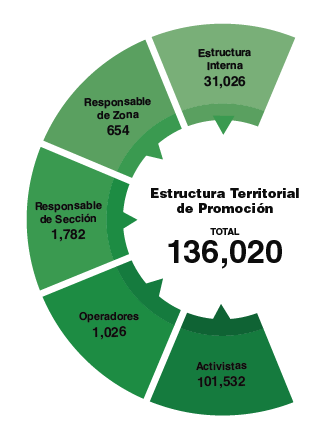 Estructura
Interna
31,026
Responsable
de Zona
654
Responsable
de Sección
1,782
Operadores
1,026
Activistas
101,532
Estructura Territorial
de Promoción
TOTAL
136,020